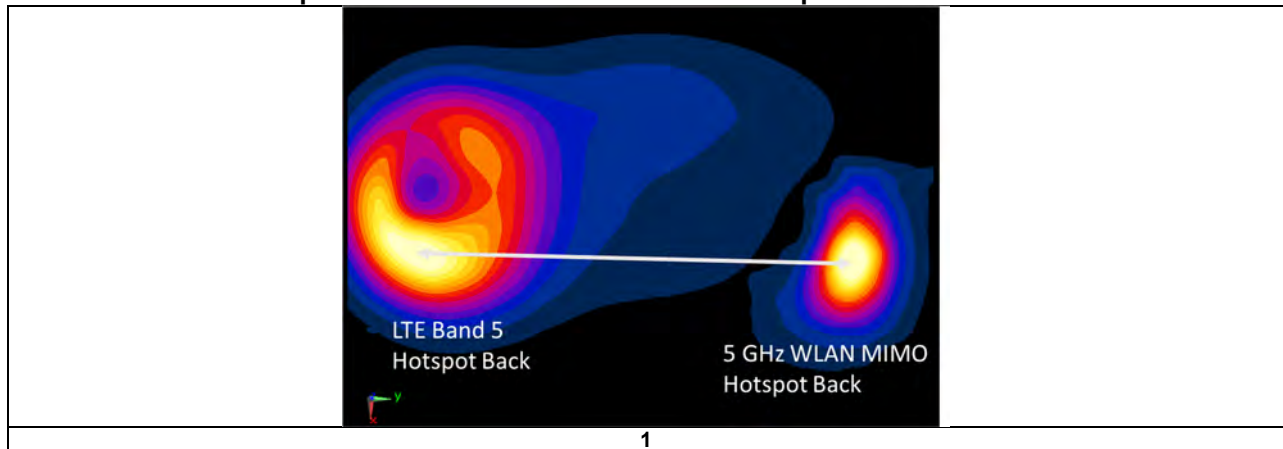 LTE Band 5
Hotspot Back
5 GHz WLAN MIMO
Hotspot Back
y
x
1